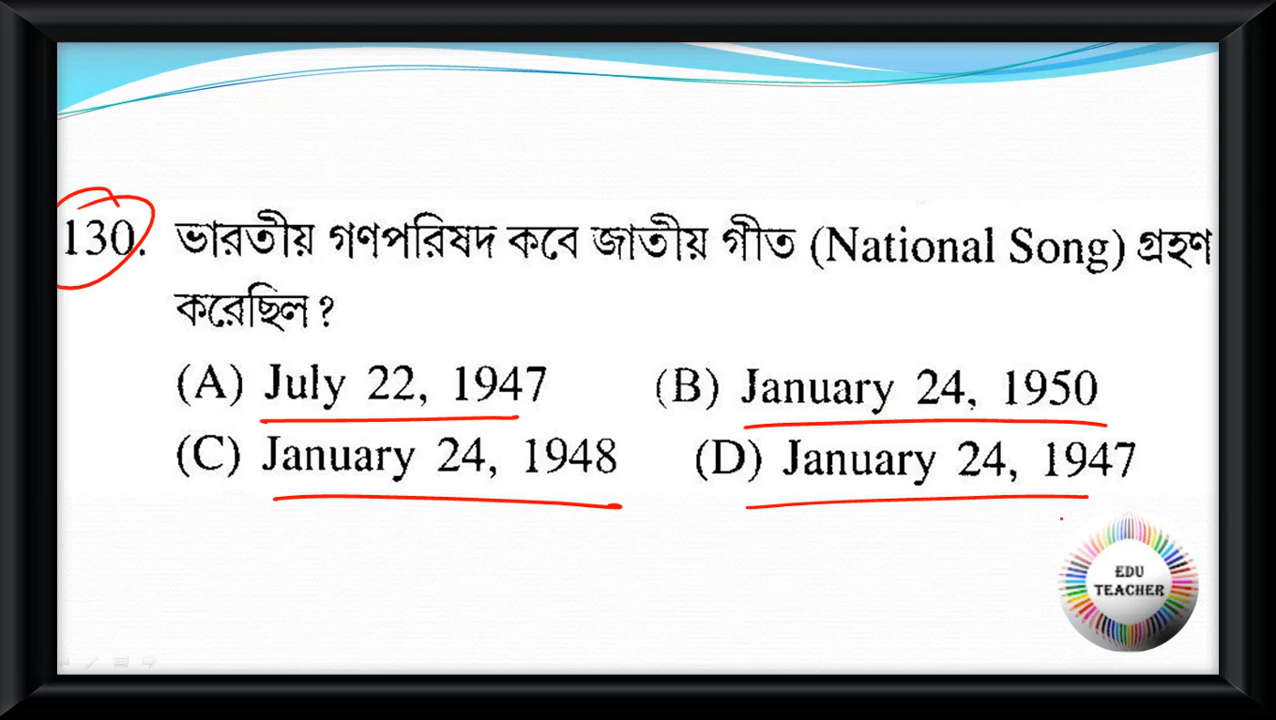 130. ভারতীয় গণপরিষদ কবে জাতীয় গীত (National Song) গ্রহণ
করেছিল ?
(A) July 22, 1947 (B) January 24, 1950
(C) January 24, 1948 (D) January 24, 1947
EDU
TEACHER